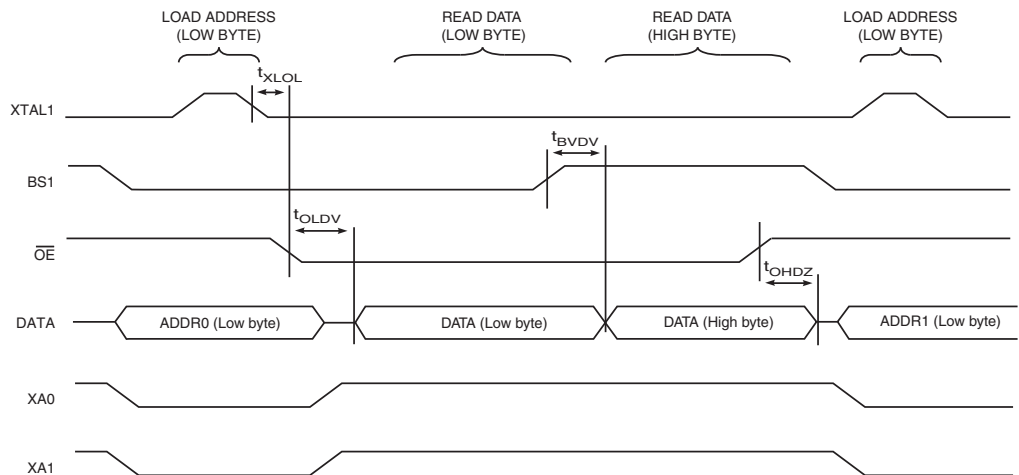 LOAD ADDRESS
(LOW BYTE)
READ DATA
(LOW BYTE)
READ DATA
(HIGH BYTE)
LOAD ADDRESS
(LOW BYTE)
tXLOL
XTAL1
tBVDV
BS1
tOLDV
OE
tOHDZ
DATA
ADDR0 (Low byte)
DATA (Low byte)
DATA (High byte)
ADDR1 (Low byte)
XA0
XA1